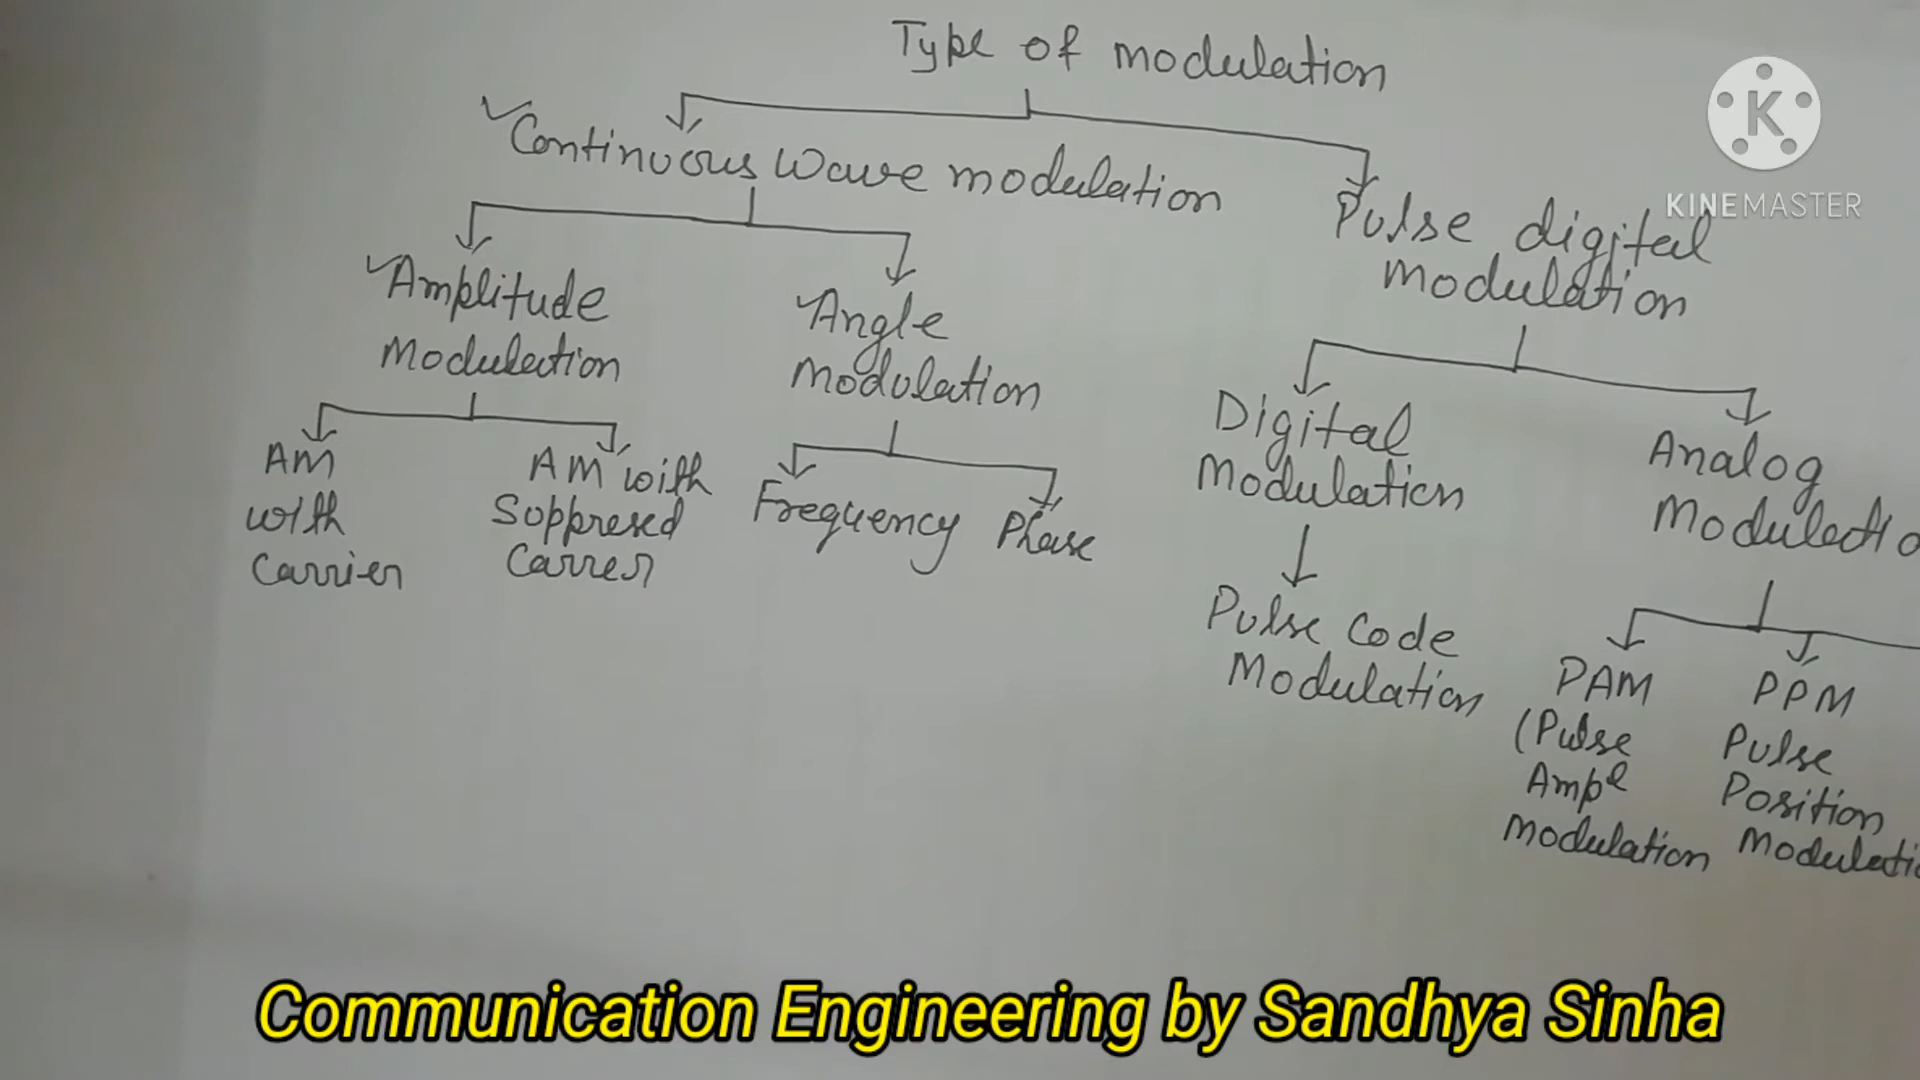 Type of modulation
Continuous Wave modulation
Pulse digital
modulation
Amplitude
Modulation
Angle
modulation
AM
with
Carrier
AM with
Suppresed
Carrer
Frequency
Phase
Digital
Modulation
Analog
Modulatio
Pulse Code
Modulation
PAM
(Pulse
Ampl
modulation
PPM
Pulse
Position
Modulatio
K
KINEMASTER
Communication Engineering by Sandhya Sinha